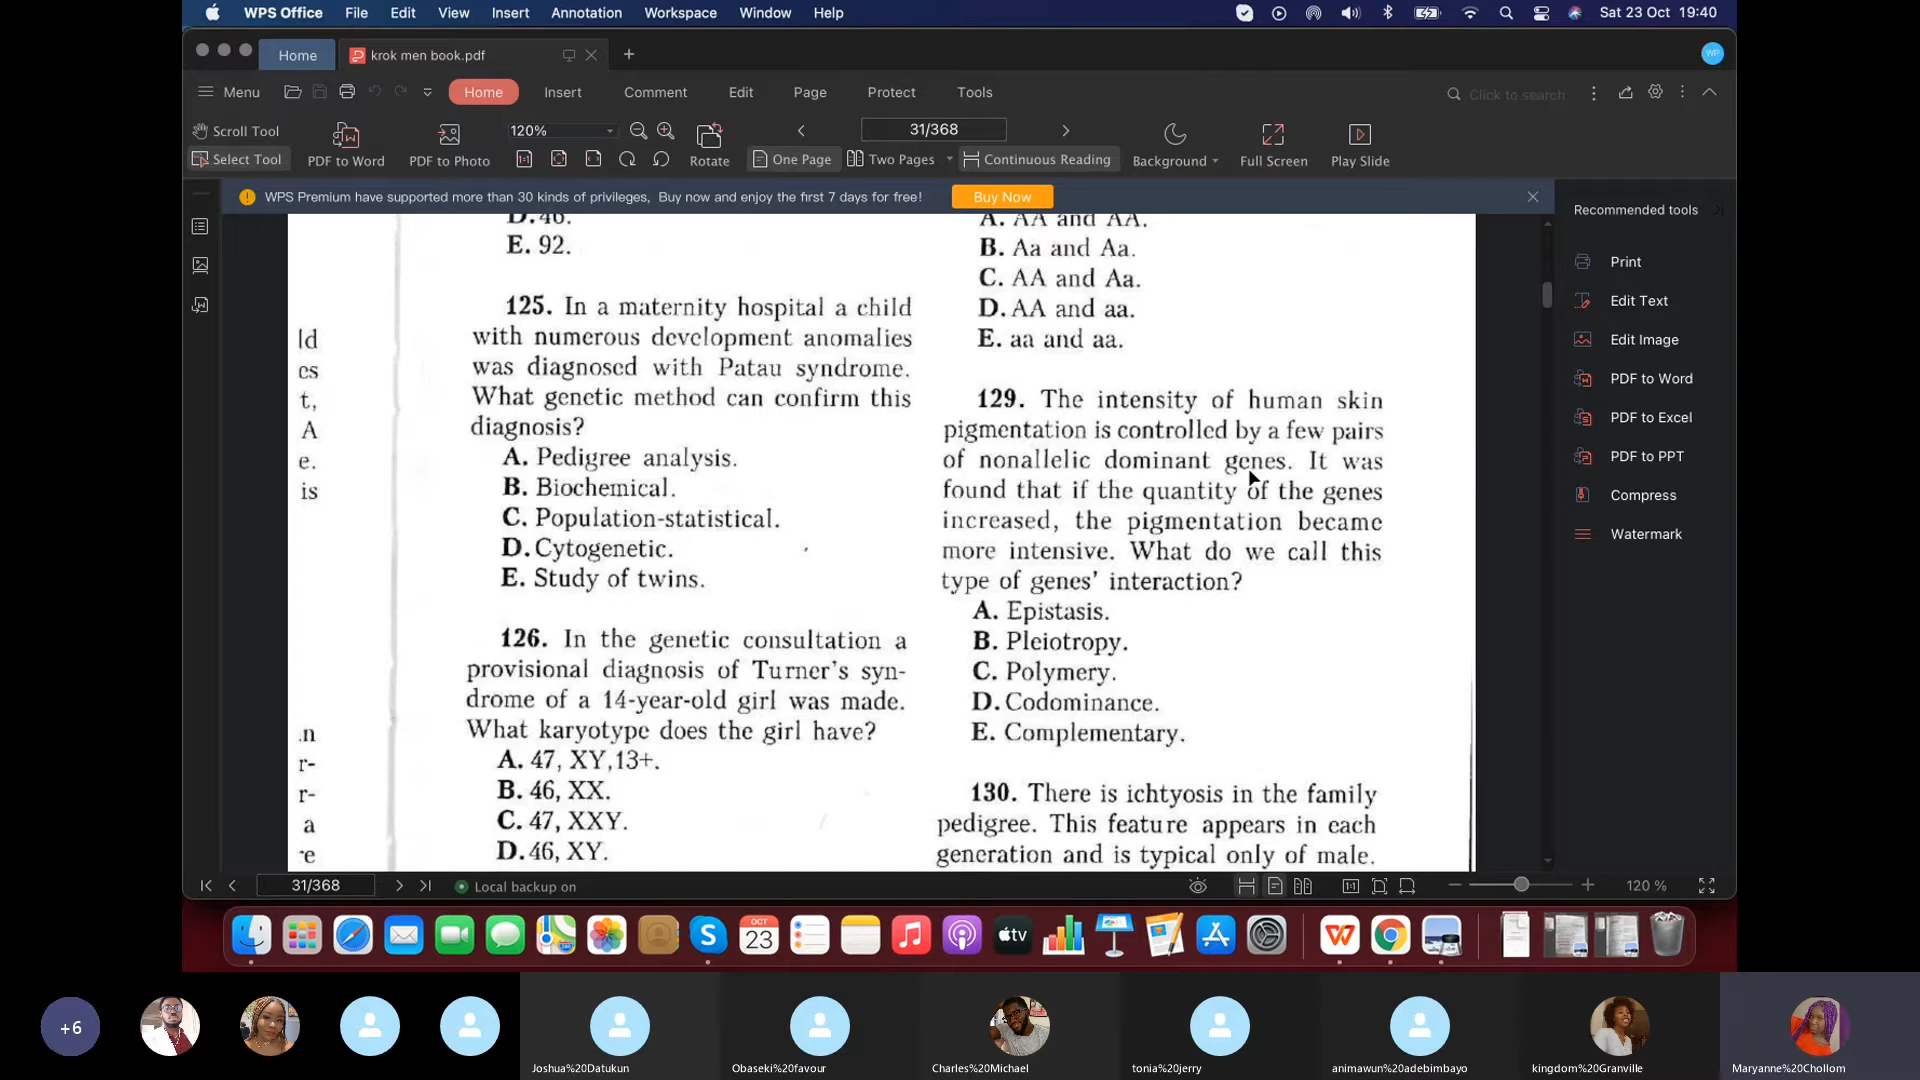 WPS Office File Edit View Insert Annotation Workspace Window Help
Sat 23 Oct 19:40
Home
krok men book.pdf
WP
Menu
Home Insert Comment Edit Page Protect Tools
Click to search
Scroll Tool
Select Tool
PDF to Word
PDF to Photo
120%
Rotate
31/368
One Page
Two Pages
Continuous Reading
Background
Full Screen
Play Slide
WPS Premium have supported more than 30 kinds of privileges, Buy now and enjoy the first 7 days for free!
Buy Now
Recommended tools
Print
Edit Text
Edit Image
PDF to Word
PDF to Excel
PDF to PPT
Compress
Watermark
ld
es
t,
A
e.
is
.n
r-
r-
a
re
D. 46.
E. 92.
125. In a maternity hospital a child
with numerous development anomalies
was diagnosed with Patau syndrome.
What genetic method can confirm this
diagnosis?
A. Pedigree analysis.
B. Biochemical.
C. Population-statistical.
D. Cytogenetic.
E. Study of twins.
126. In the genetic consultation a
provisional diagnosis of Turner's syn-
drome of a 14-year-old girl was made.
What karyotype does the girl have?
A. 47, XY,13+.
B. 46, XX.
C. 47, XXY.
D. 46, XY.
A. AA and AA.
B. Aa and Aa.
C. AA and Aa.
D. AA and aa.
E. aa and aa.
129. The intensity of human skin
pigmentation is controlled by a few pairs
of nonallelic dominant genes. It was
found that if the quantity of the genes
increased, the pigmentation became
more intensive. What do we call this
type of genes' interaction?
A. Epistasis.
B. Pleiotropy.
C. Polymery.
D. Codominance.
E. Complementary.
130. There is ichtyosis in the family
pedigree. This feature appears in each
generation and is typical only of male.
31/368
Local backup on
120 %
OCT
23
tv
+6
Joshua%20Datukun
Obaseki%20favour
Charles%20Michael
tonia%20jerry
animawun%20adebimbayo
kingdom%20Granville
Maryanne%20Chollom